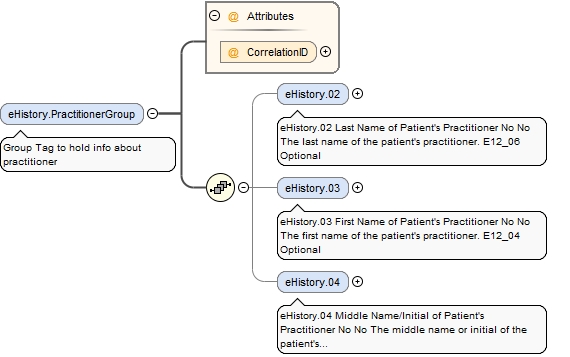 @ Attributes
@ CorrelationID
eHistory.PractitionerGroup
Group Tag to hold info about
practitioner
eHistory.02
eHistory.02 Last Name of Patient's Practitioner No No
The last name of the patient's practitioner. E12_06
Optional
eHistory.03
eHistory.03 First Name of Patient's Practitioner No No
The first name of the patient's practitioner. E12_04
Optional
eHistory.04
eHistory.04 Middle Name/Initial of Patient's
Practitioner No No The middle name or initial of the
patient's...